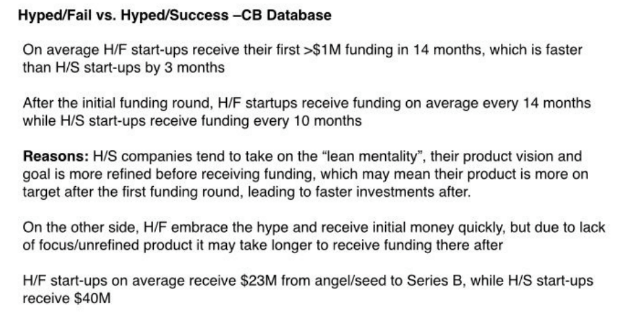 Hyped/Fail vs. Hyped/Success –CB Database
On average H/F start-ups receive their first >$1M funding in 14 months, which is faster
than H/S start-ups by 3 months
After the initial funding round, H/F startups receive funding on average every 14 months
while H/S start-ups receive funding every 10 months
Reasons: H/S companies tend to take on the “lean mentality”, their product vision and
goal is more refined before receiving funding, which may mean their product is more on
target after the first funding round, leading to faster investments after.
On the other side, H/F embrace the hype and receive initial money quickly, but due to lack
of focus/unrefined product it may take longer to receive funding there after
H/F start-ups on average receive $23M from angel/seed to Series B, while H/S start-ups
receive $40M